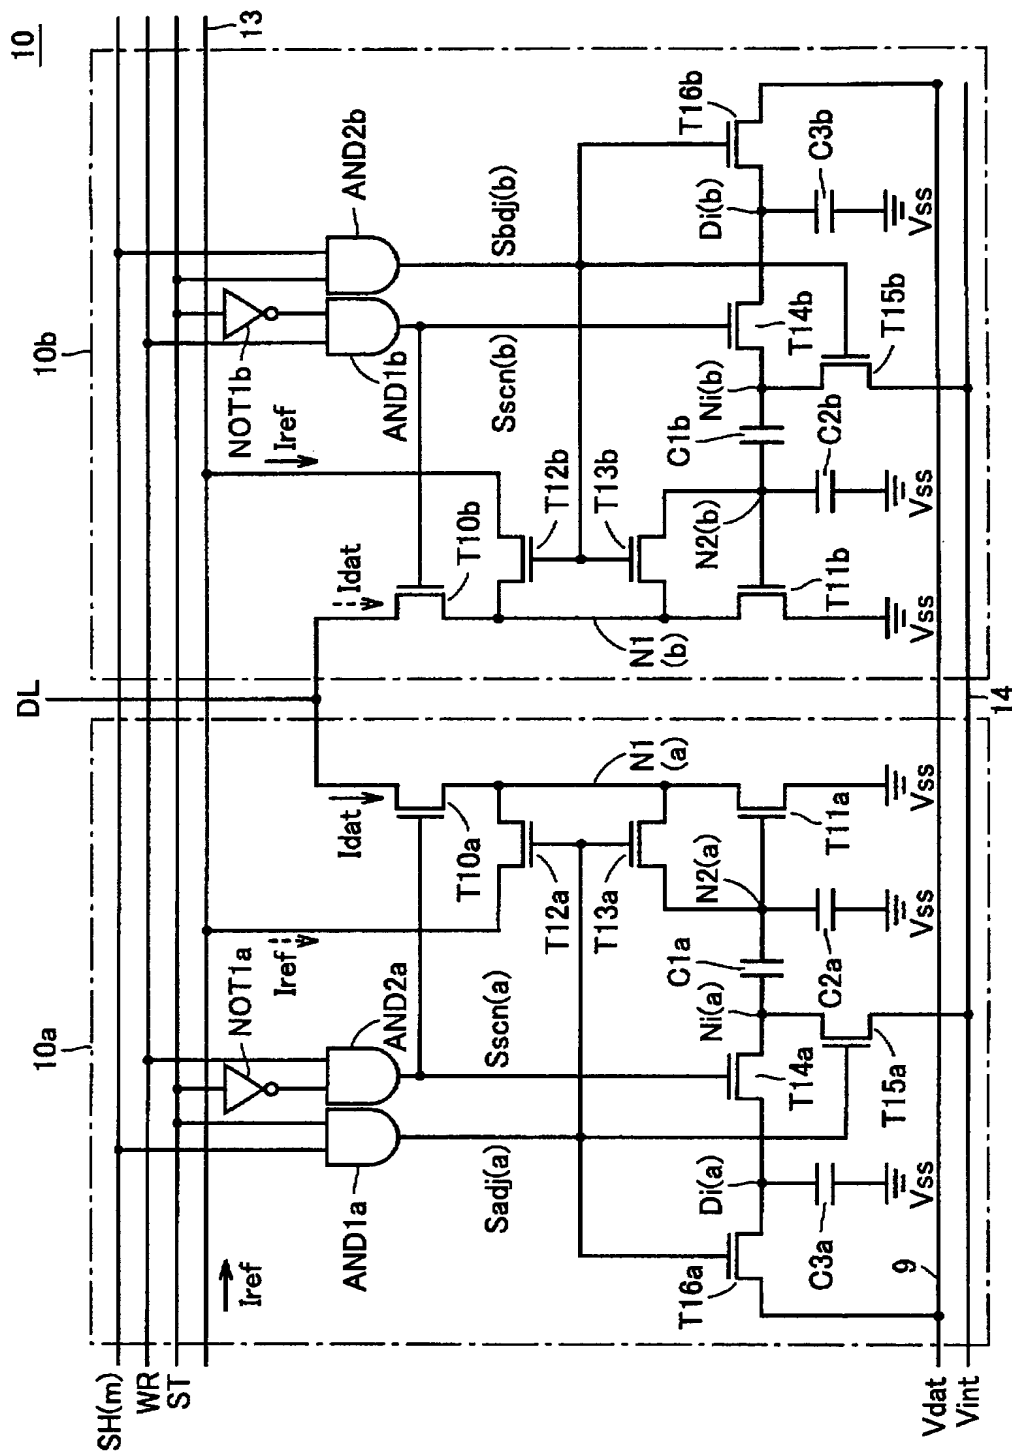 10
10a
10b
DL
13
SH(m)
WR
ST
Iref
NOT1a
AND1a
AND2a
Iref
Idat
Idat
Iref
NOT1b
AND1b
AND2b
Sadj(a)
Sscn(a)
T10a
T12a
T13a
N1
(a)
N1
(b)
T10b
T12b
T13b
Sscn(b)
Sbdj(b)
T16a
Di(a)
C3a
Vss
T14a
Ni(a)
T15a
C1a
N2(a)
C2a
Vss
T11a
Vss
T11b
Vss
N2(b)
C1b
C2b
Vss
Ni(b)
T14b
T15b
Di(b)
C3b
Vss
T16b
9
14
Vdat
Vint